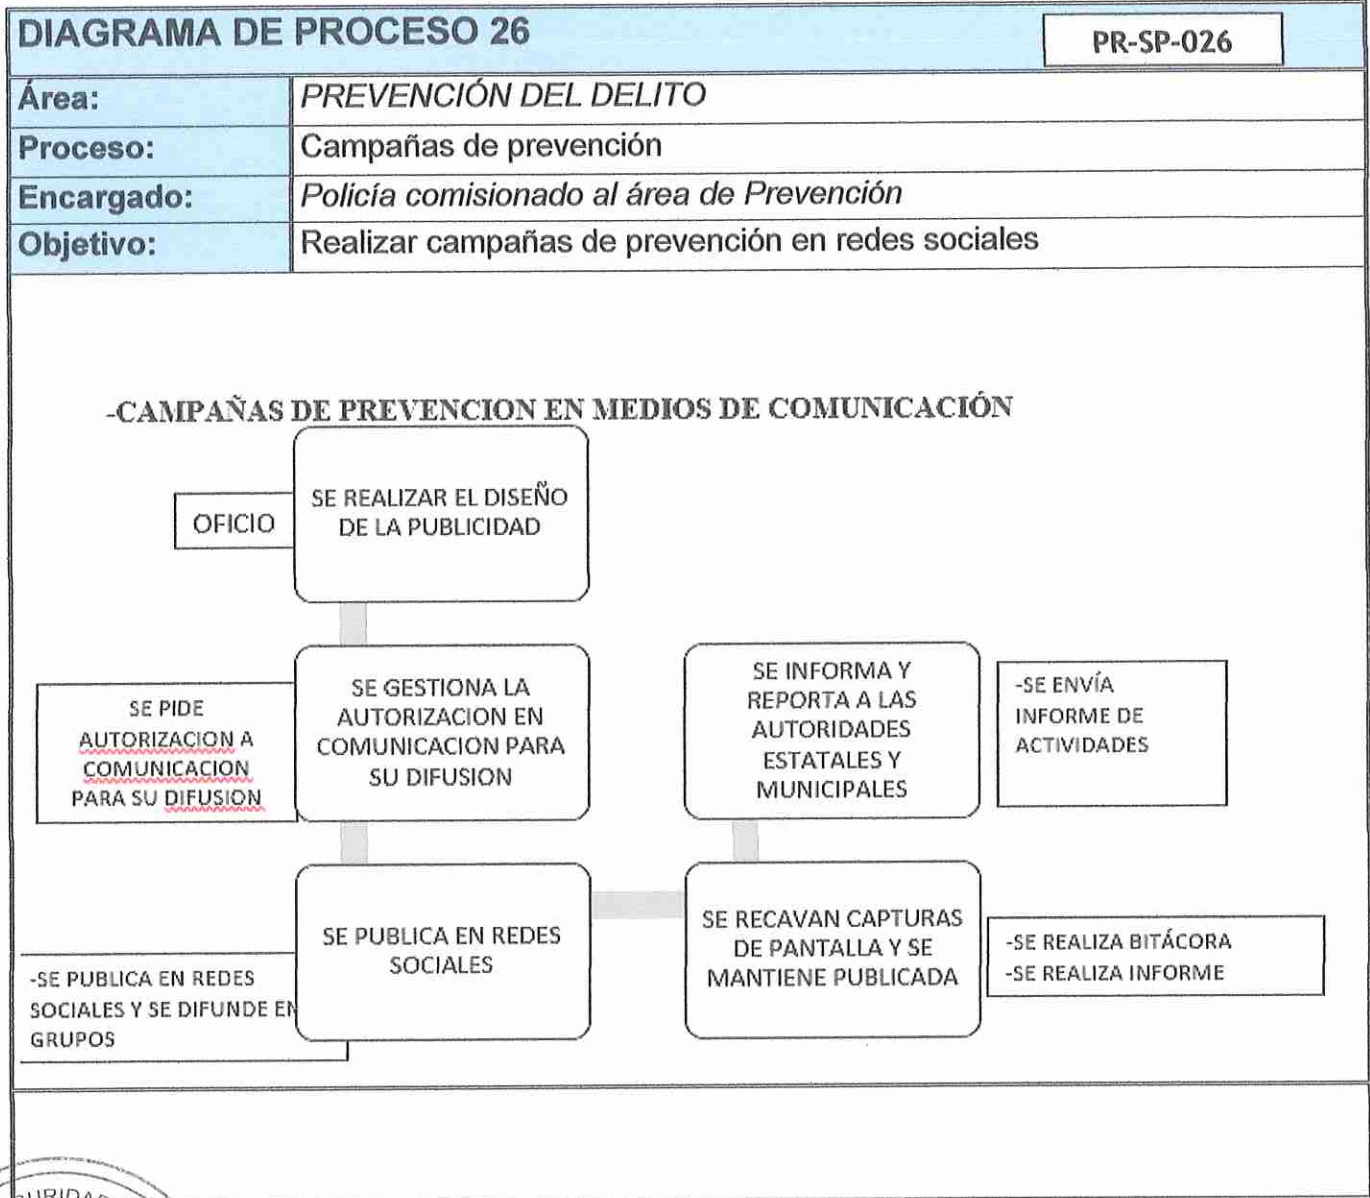 DIAGRAMA DE PROCESO 26
PR-SP-026
Área:
PREVENCIÓN DEL DELITO
Proceso:
Campañas de prevención
Encargado:
Policía comisionado al área de Prevención
Objetivo:
Realizar campañas de prevención en redes sociales
-CAMPAÑAS DE PREVENCION EN MEDIOS DE COMUNICACIÓN
OFICIO
SE REALIZAR EL DISEÑO
DE LA PUBLICIDAD
SE PIDE
AUTORIZACION A
COMUNICACION
PARA SU DIFUSION
SE GESTIONA LA
AUTORIZACION EN
COMUNICACION PARA
SU DIFUSION
-SE PUBLICA EN REDES
SOCIALES Y SE DIFUNDE EN
GRUPOS
SE PUBLICA EN REDES
SOCIALES
SE RECAVAN CAPTURAS
DE PANTALLA Y SE
MANTIENE PUBLICADA
-SE REALIZA BITÁCORA
-SE REALIZA INFORME
SE INFORMA Y
REPORTA A LAS
AUTORIDADES
ESTATALES Y
MUNICIPALES
-SE ENVÍA
INFORME DE
ACTIVIDADES